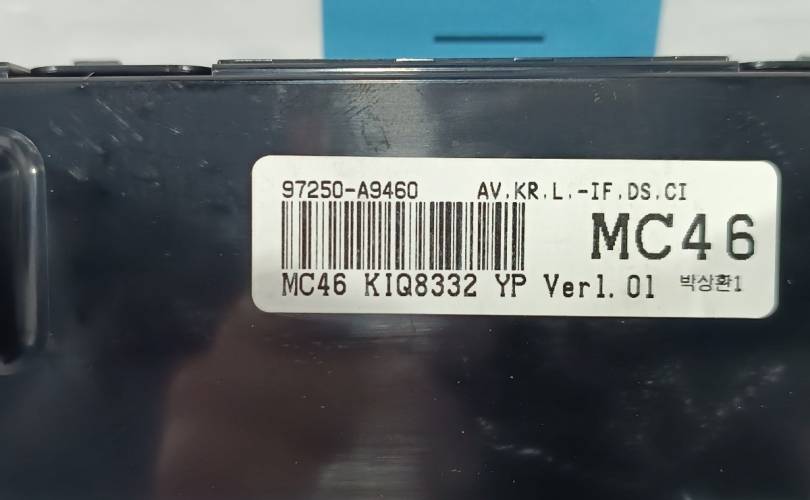 97250-A9460 AV.KR.L.-IF.DS.CI
MC46
MC46 KIQ8332 YP Ver1.01 박상환1